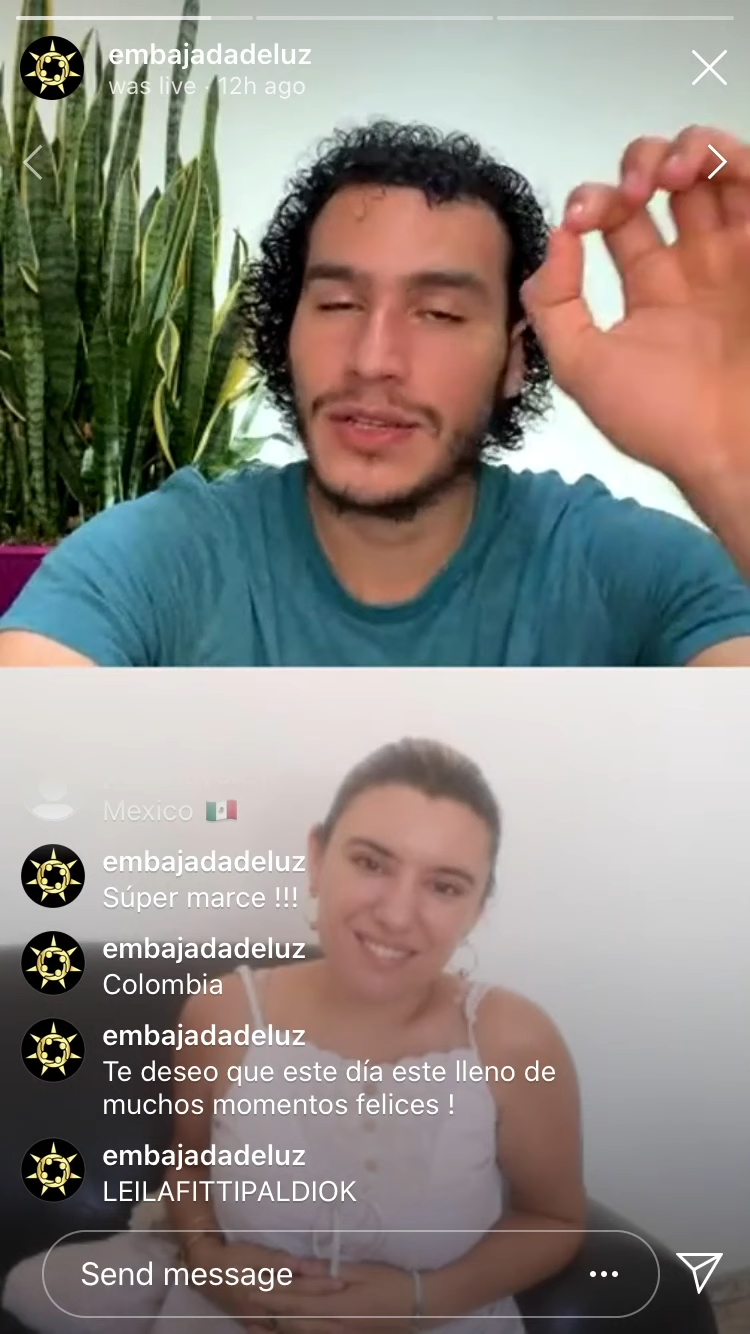 embajadadeluz
was live · 12h ago
Mexico 🇲🇽
embajadadeluz
Súper marce !!!
embajadadeluz
Colombia
embajadadeluz
Te deseo que este día este lleno de
muchos momentos felices !
embajadadeluz
LEILAFITTIPALDIOK
Send message